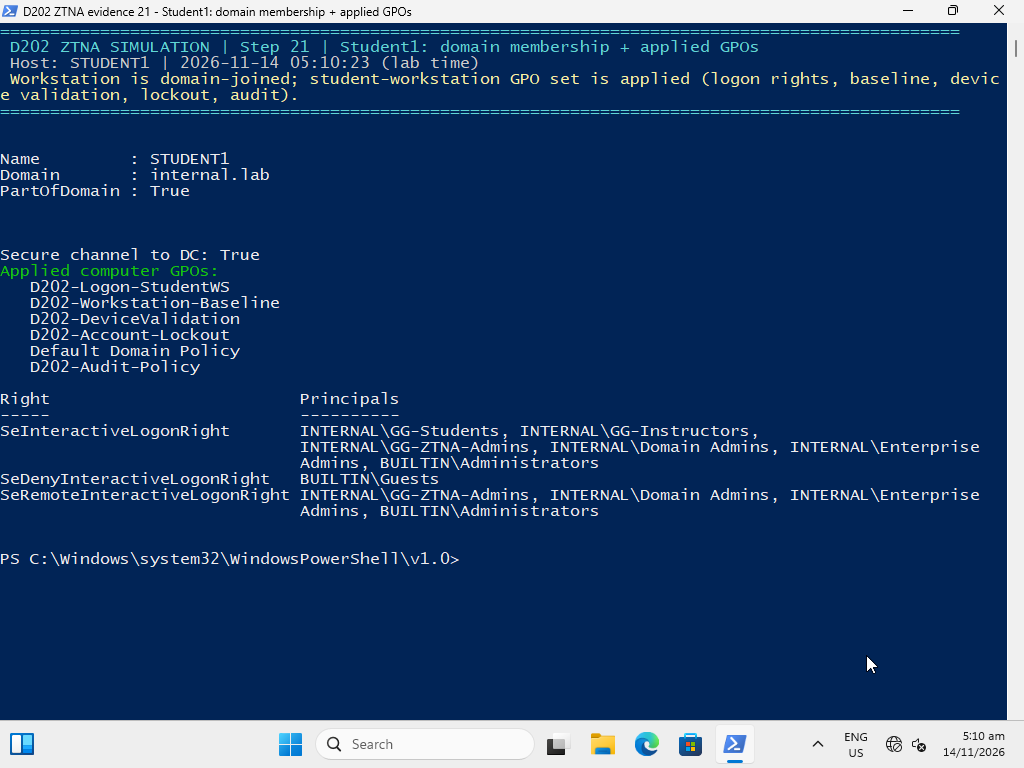 D202 ZTNA evidence 21 - Student1: domain membership + applied GPOs
================================================================================================
D202 ZTNA SIMULATION | Step 21 | Student1: domain membership + applied GPOs
Host: STUDENT1 | 2026-11-14 05:10:23 (lab time)
Workstation is domain-joined; student-workstation GPO set is applied (logon rights, baseline, devic
e validation, lockout, audit).
================================================================================================
Name         : STUDENT1
Domain       : internal.lab
PartOfDomain : True
Secure channel to DC: True
Applied computer GPOs:
D202-Logon-StudentWS
D202-Workstation-Baseline
D202-DeviceValidation
D202-Account-Lockout
Default Domain Policy
D202-Audit-Policy
Right                         Principals
-----                         ----------
SeInteractiveLogonRight       INTERNAL\GG-Students, INTERNAL\GG-Instructors,
INTERNAL\GG-ZTNA-Admins, INTERNAL\Domain Admins, INTERNAL\Enterprise
Admins, BUILTIN\Administrators
SeDenyInteractiveLogonRight   BUILTIN\Guests
SeRemoteInteractiveLogonRight INTERNAL\GG-ZTNA-Admins, INTERNAL\Domain Admins, INTERNAL\Enterprise
Admins, BUILTIN\Administrators
PS C:\Windows\system32\WindowsPowerShell\v1.0>
Search
ENG
US
5:10 am
14/11/2026